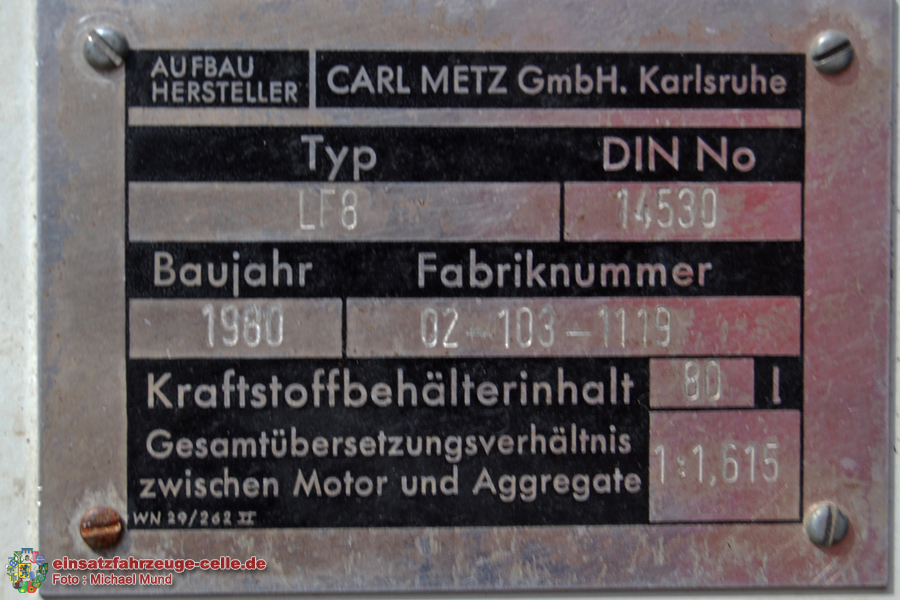 AUFBAU
HERSTELLER
CARL METZ GmbH. Karlsruhe
Typ DIN No
LF8 14530
Baujahr Fabriknummer
1980 02-103-1119
Kraftstoffbehälterinhalt 80 l
Gesamtübersetzungsverhältnis
zwischen Motor und Aggregate 1:1,615
WN 29/262 II
einsatzfahrzeuge-celle.de
Foto : Michael Mund